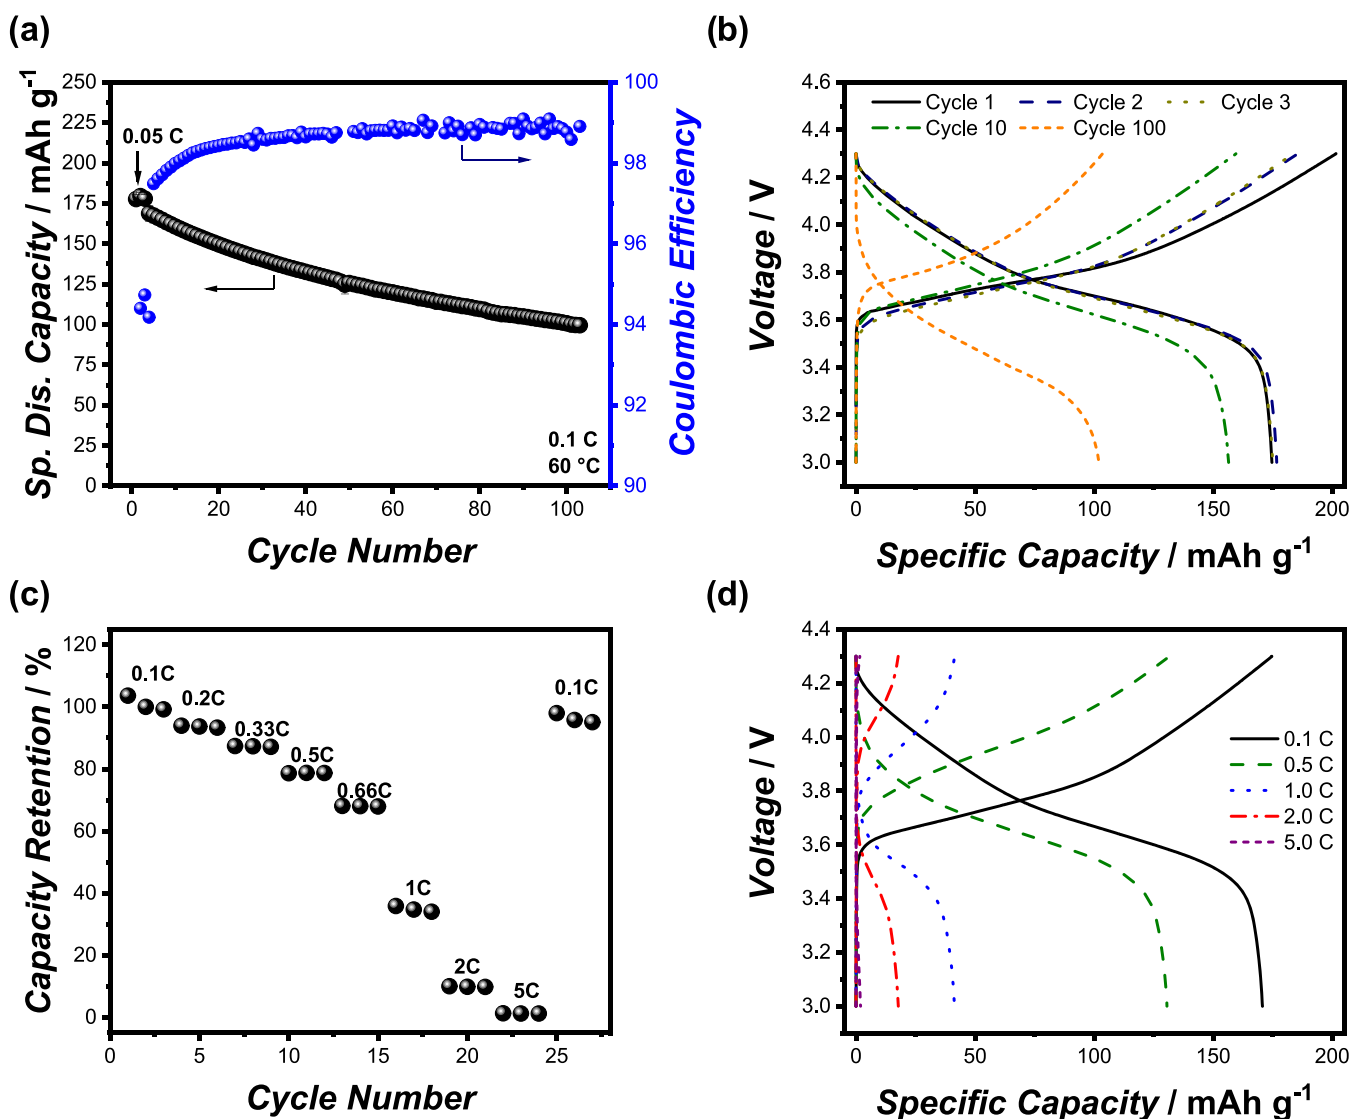 (a)
Sp. Dis. Capacity / mAh g-1
250
225
200
175
150
125
100
75
50
25
0
0.05 C
0.1 C
60 °C
100
98
96
94
92
90
Coulombic Efficiency
0 20 40 60 80 100
Cycle Number
(b)
Voltage / V
4.6
4.4
4.2
4.0
3.8
3.6
3.4
3.2
3.0
Cycle 1 Cycle 2 Cycle 3
Cycle 10 Cycle 100
0 50 100 150 200
Specific Capacity / mAh g-1
(c)
Capacity Retention / %
120
100
80
60
40
20
0
0.1C
0.2C
0.33C
0.5C
0.66C
1C
2C
5C
0.1C
0 5 10 15 20 25
Cycle Number
(d)
Voltage / V
4.4
4.2
4.0
3.8
3.6
3.4
3.2
3.0
0.1 C
0.5 C
1.0 C
2.0 C
5.0 C
0 50 100 150 200
Specific Capacity / mAh g-1